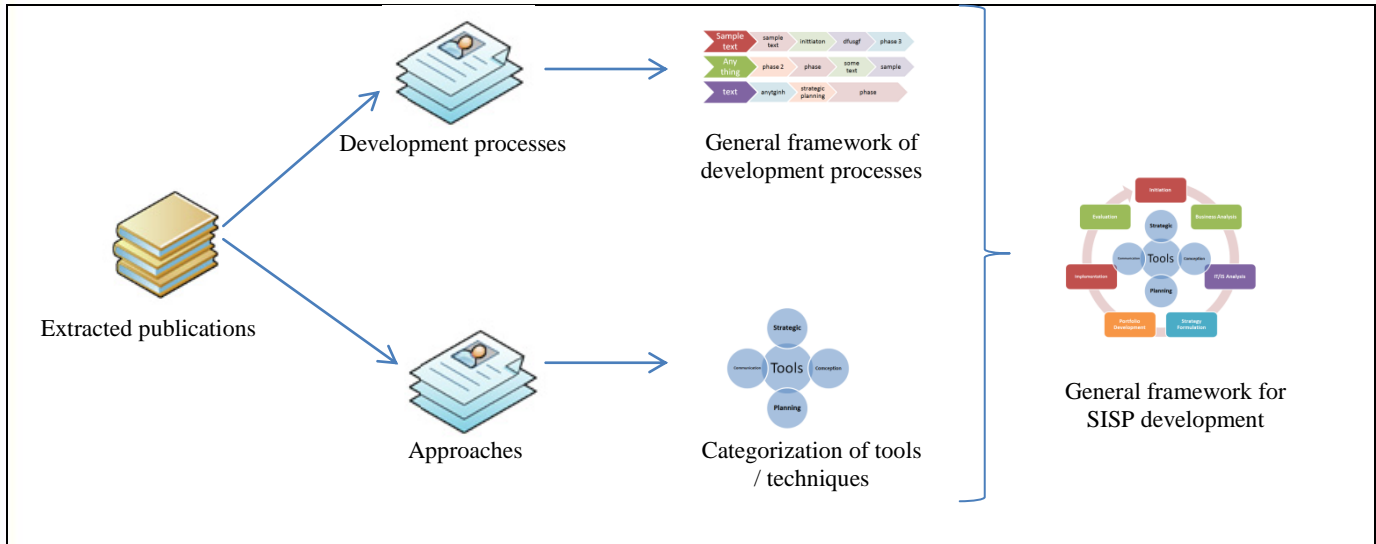 Sample
text
sample
text
inittiaton
dfusgf
phase 3
Any
thing
phase 2
phase
some
text
sample
text
anytginh
strategic
planning
phase
Development processes
General framework of
development processes
Extracted publications
Initiation
Evaluation
Business Analysis
Strategic
Communication
Tools
Conception
Implementation
IT/IS Analysis
Planning
Portfolio
Development
Strategy
Formulation
General framework for
SISP development
Strategic
Communication
Tools
Conception
Planning
Approaches
Categorization of tools
/ techniques